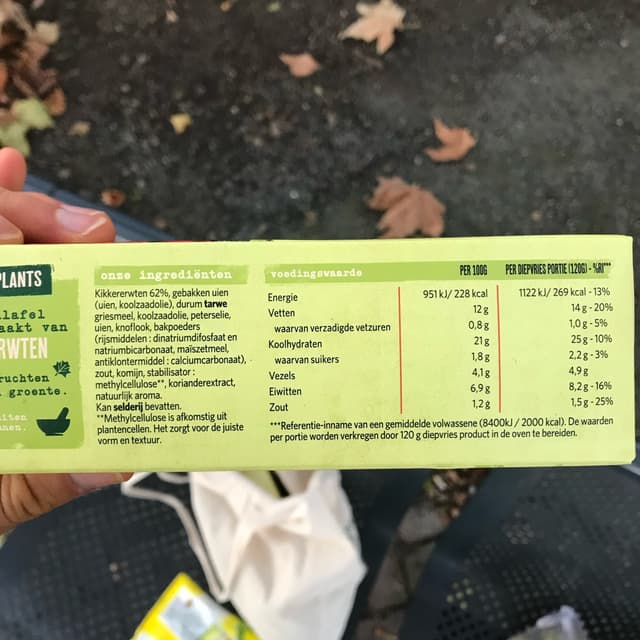 PLANTS
aakt van
RWTEN
ruchten
groente.
onze ingrediënten
Kikkererwten 62%, gebakken uien
(uien, koolzaadolie), durum tarwe
griesmeel, koolzaadolie, peterselie,
uien, knoflook, bakpoeders
(rijsmiddelen : dinatriumdifosfaat en
natriumbicarbonaat, maïszetmeel,
antiklontermiddel : calciumcarbonaat),
zout, komijn, stabilisator :
methylcellulose**, korianderextract,
natuurlijk aroma.
Kan selderij bevatten.
**Methylcellulose is afkomstig uit
plantencellen. Het zorgt voor de juiste
vorm en textuur.
voedingswaarde PER 100G PER DIEPVRIES PORTIE (120G) - %RI***
Energie 951 kJ/ 228 kcal 1122 kJ/ 269 kcal - 13%
Vetten 12 g 14 g - 20%
waarvan verzadigde vetzuren 0,8 g 1,0 g - 5%
Koolhydraten 21 g 25 g - 10%
waarvan suikers 1,8 g 2,2 g - 3%
Vezels 4,1 g 4,9 g
Eiwitten 6,9 g 8,2 g - 16%
Zout 1,2 g 1,5 g - 25%
***Referentie-inname van een gemiddelde volwassene (8400kJ / 2000 kcal). De waarden
per portie worden verkregen door 120 g diepvries product in de oven te bereiden.